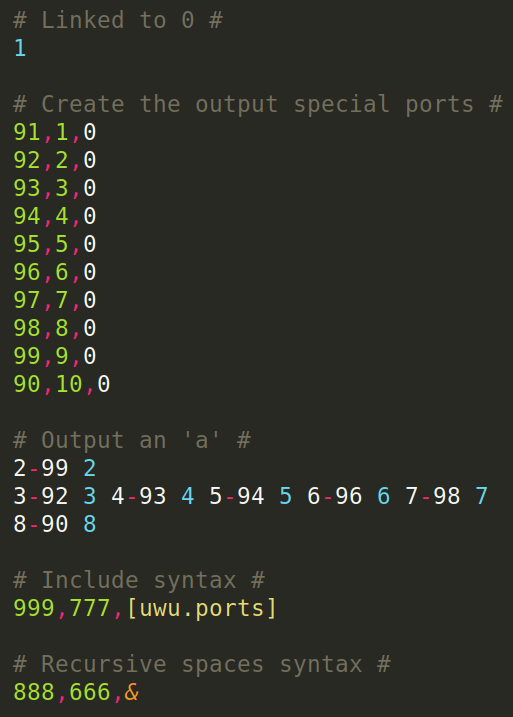 # Linked to 0 #
1
# Create the output special ports #
91,1,0
92,2,0
93,3,0
94,4,0
95,5,0
96,6,0
97,7,0
98,8,0
99,9,0
90,10,0
# Output an 'a' #
2-99 2
3-92 3 4-93 4 5-94 5 6-96 6 7-98 7
8-90 8
# Include syntax #
999,777,[uwu.ports]
# Recursive spaces syntax #
888,666,&